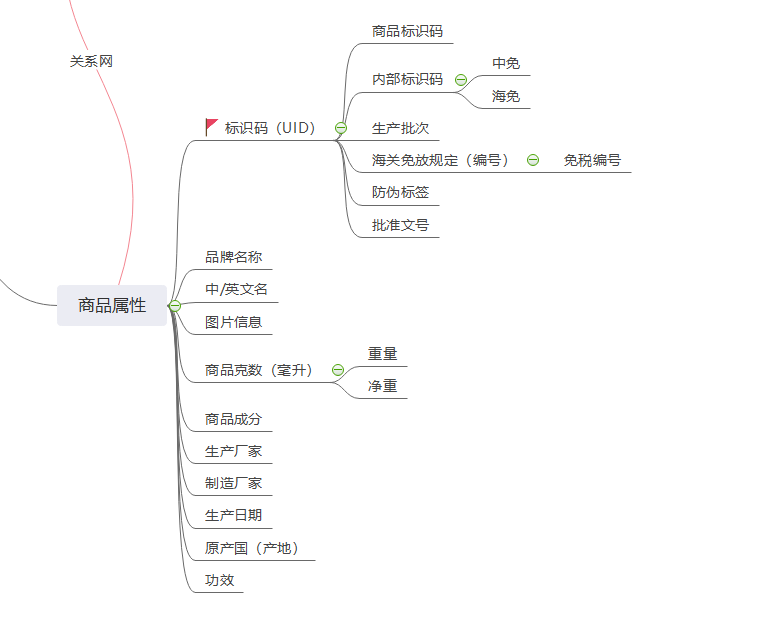 商品标识码
关系网
中免
内部标识码
海免
标识码（UID）
生产批次
海关免放规定（编号）
免税编号
防伪标签
批准文号
品牌名称
中/英文名
商品属性
图片信息
重量
商品克数（毫升）
净重
商品成分
生产厂家
制造厂家
生产日期
原产国（产地）
功效